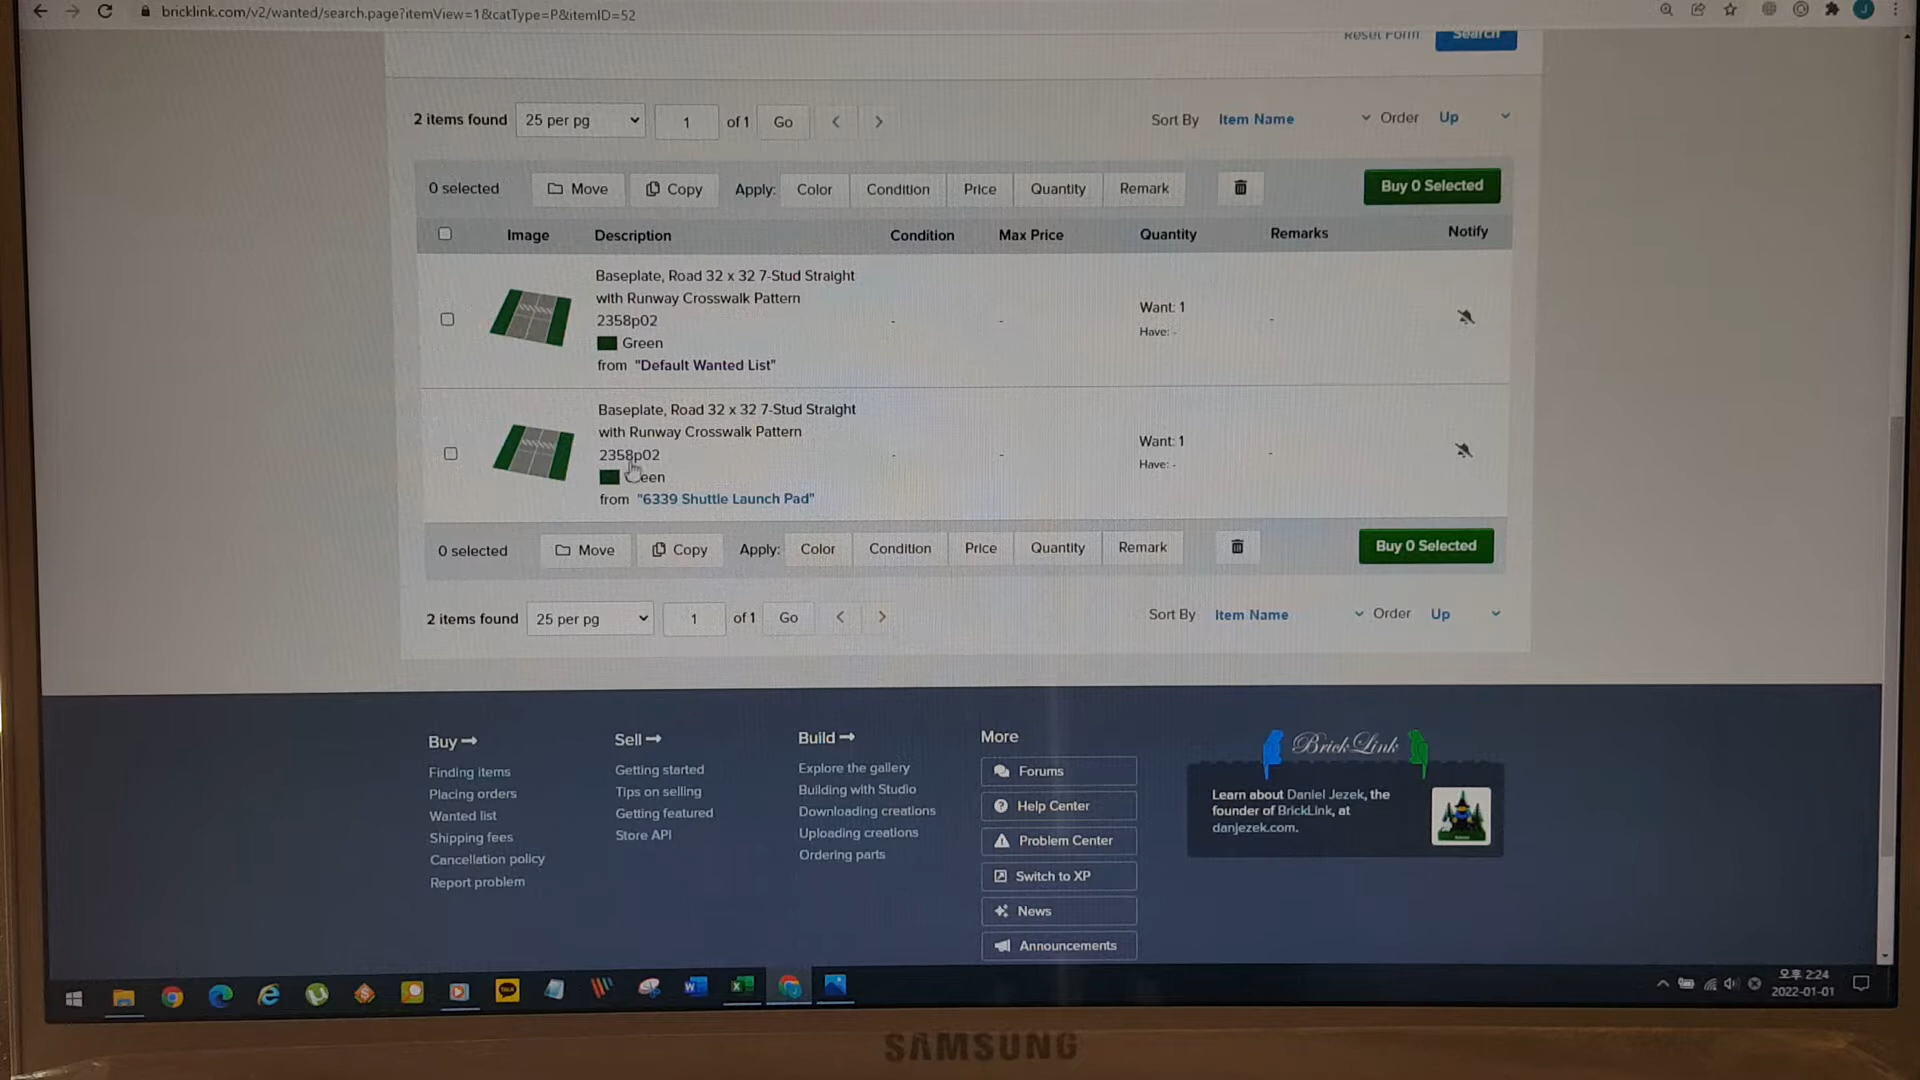 bricklink.com/v2/wanted/search.page?itemView=1&catType=P&itemID=52
J
Reset Form Search
2 items found 25 per pg 1 of 1 Go Sort By Item Name Order Up
0 selected Move Copy Apply: Color Condition Price Quantity Remark Buy 0 Selected
Image Description Condition Max Price Quantity Remarks Notify
Baseplate, Road 32 x 32 7-Stud Straight
with Runway Crosswalk Pattern
2358p02
Green
from "Default Wanted List"
- -
Want: 1
Have: -
-
Baseplate, Road 32 x 32 7-Stud Straight
with Runway Crosswalk Pattern
2358p02
een
from "6339 Shuttle Launch Pad"
- -
Want: 1
Have: -
-
0 selected Move Copy Apply: Color Condition Price Quantity Remark Buy 0 Selected
2 items found 25 per pg 1 of 1 Go Sort By Item Name Order Up
Buy
Finding items
Placing orders
Wanted list
Shipping fees
Cancellation policy
Report problem
Sell
Getting started
Tips on selling
Getting featured
Store API
Build
Explore the gallery
Building with Studio
Downloading creations
Uploading creations
Ordering parts
More
Forums
Help Center
Problem Center
Switch to XP
News
Announcements
BrickLink
Learn about Daniel Jezek, the
founder of BrickLink, at
danjezek.com.
오후 2:24
2022-01-01
SAMSUNG